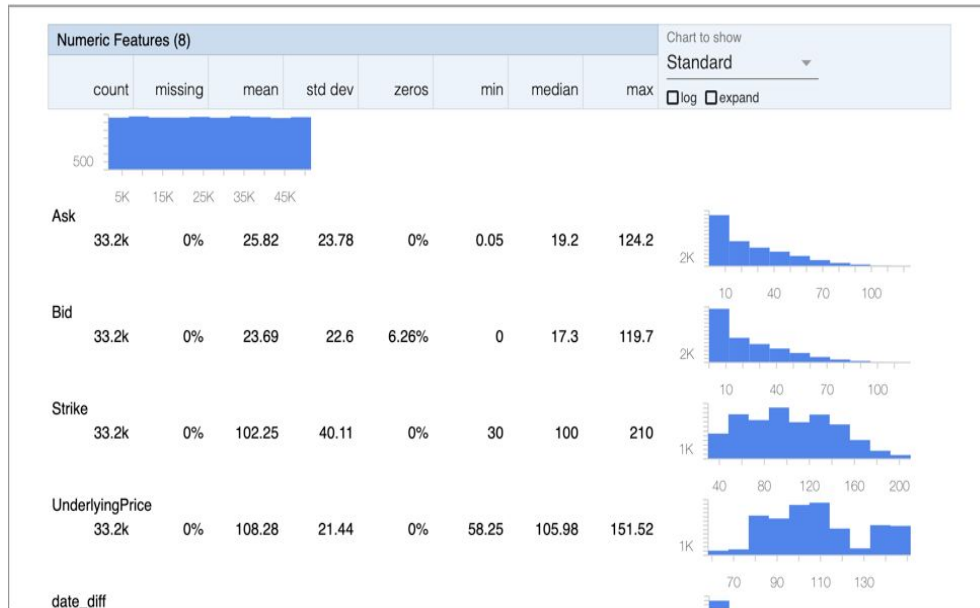 Numeric Features (8)
Chart to show
Standard
count missing mean std dev zeros min median max
log expand
500
5K 15K 25K 35K 45K
Ask
33.2k 0% 25.82 23.78 0% 0.05 19.2 124.2
2K
10 40 70 100
Bid
33.2k 0% 23.69 22.6 6.26% 0 17.3 119.7
2K
10 40 70 100
Strike
33.2k 0% 102.25 40.11 0% 30 100 210
1K
40 80 120 160 200
UnderlyingPrice
33.2k 0% 108.28 21.44 0% 58.25 105.98 151.52
1K
70 90 110 130
date_diff